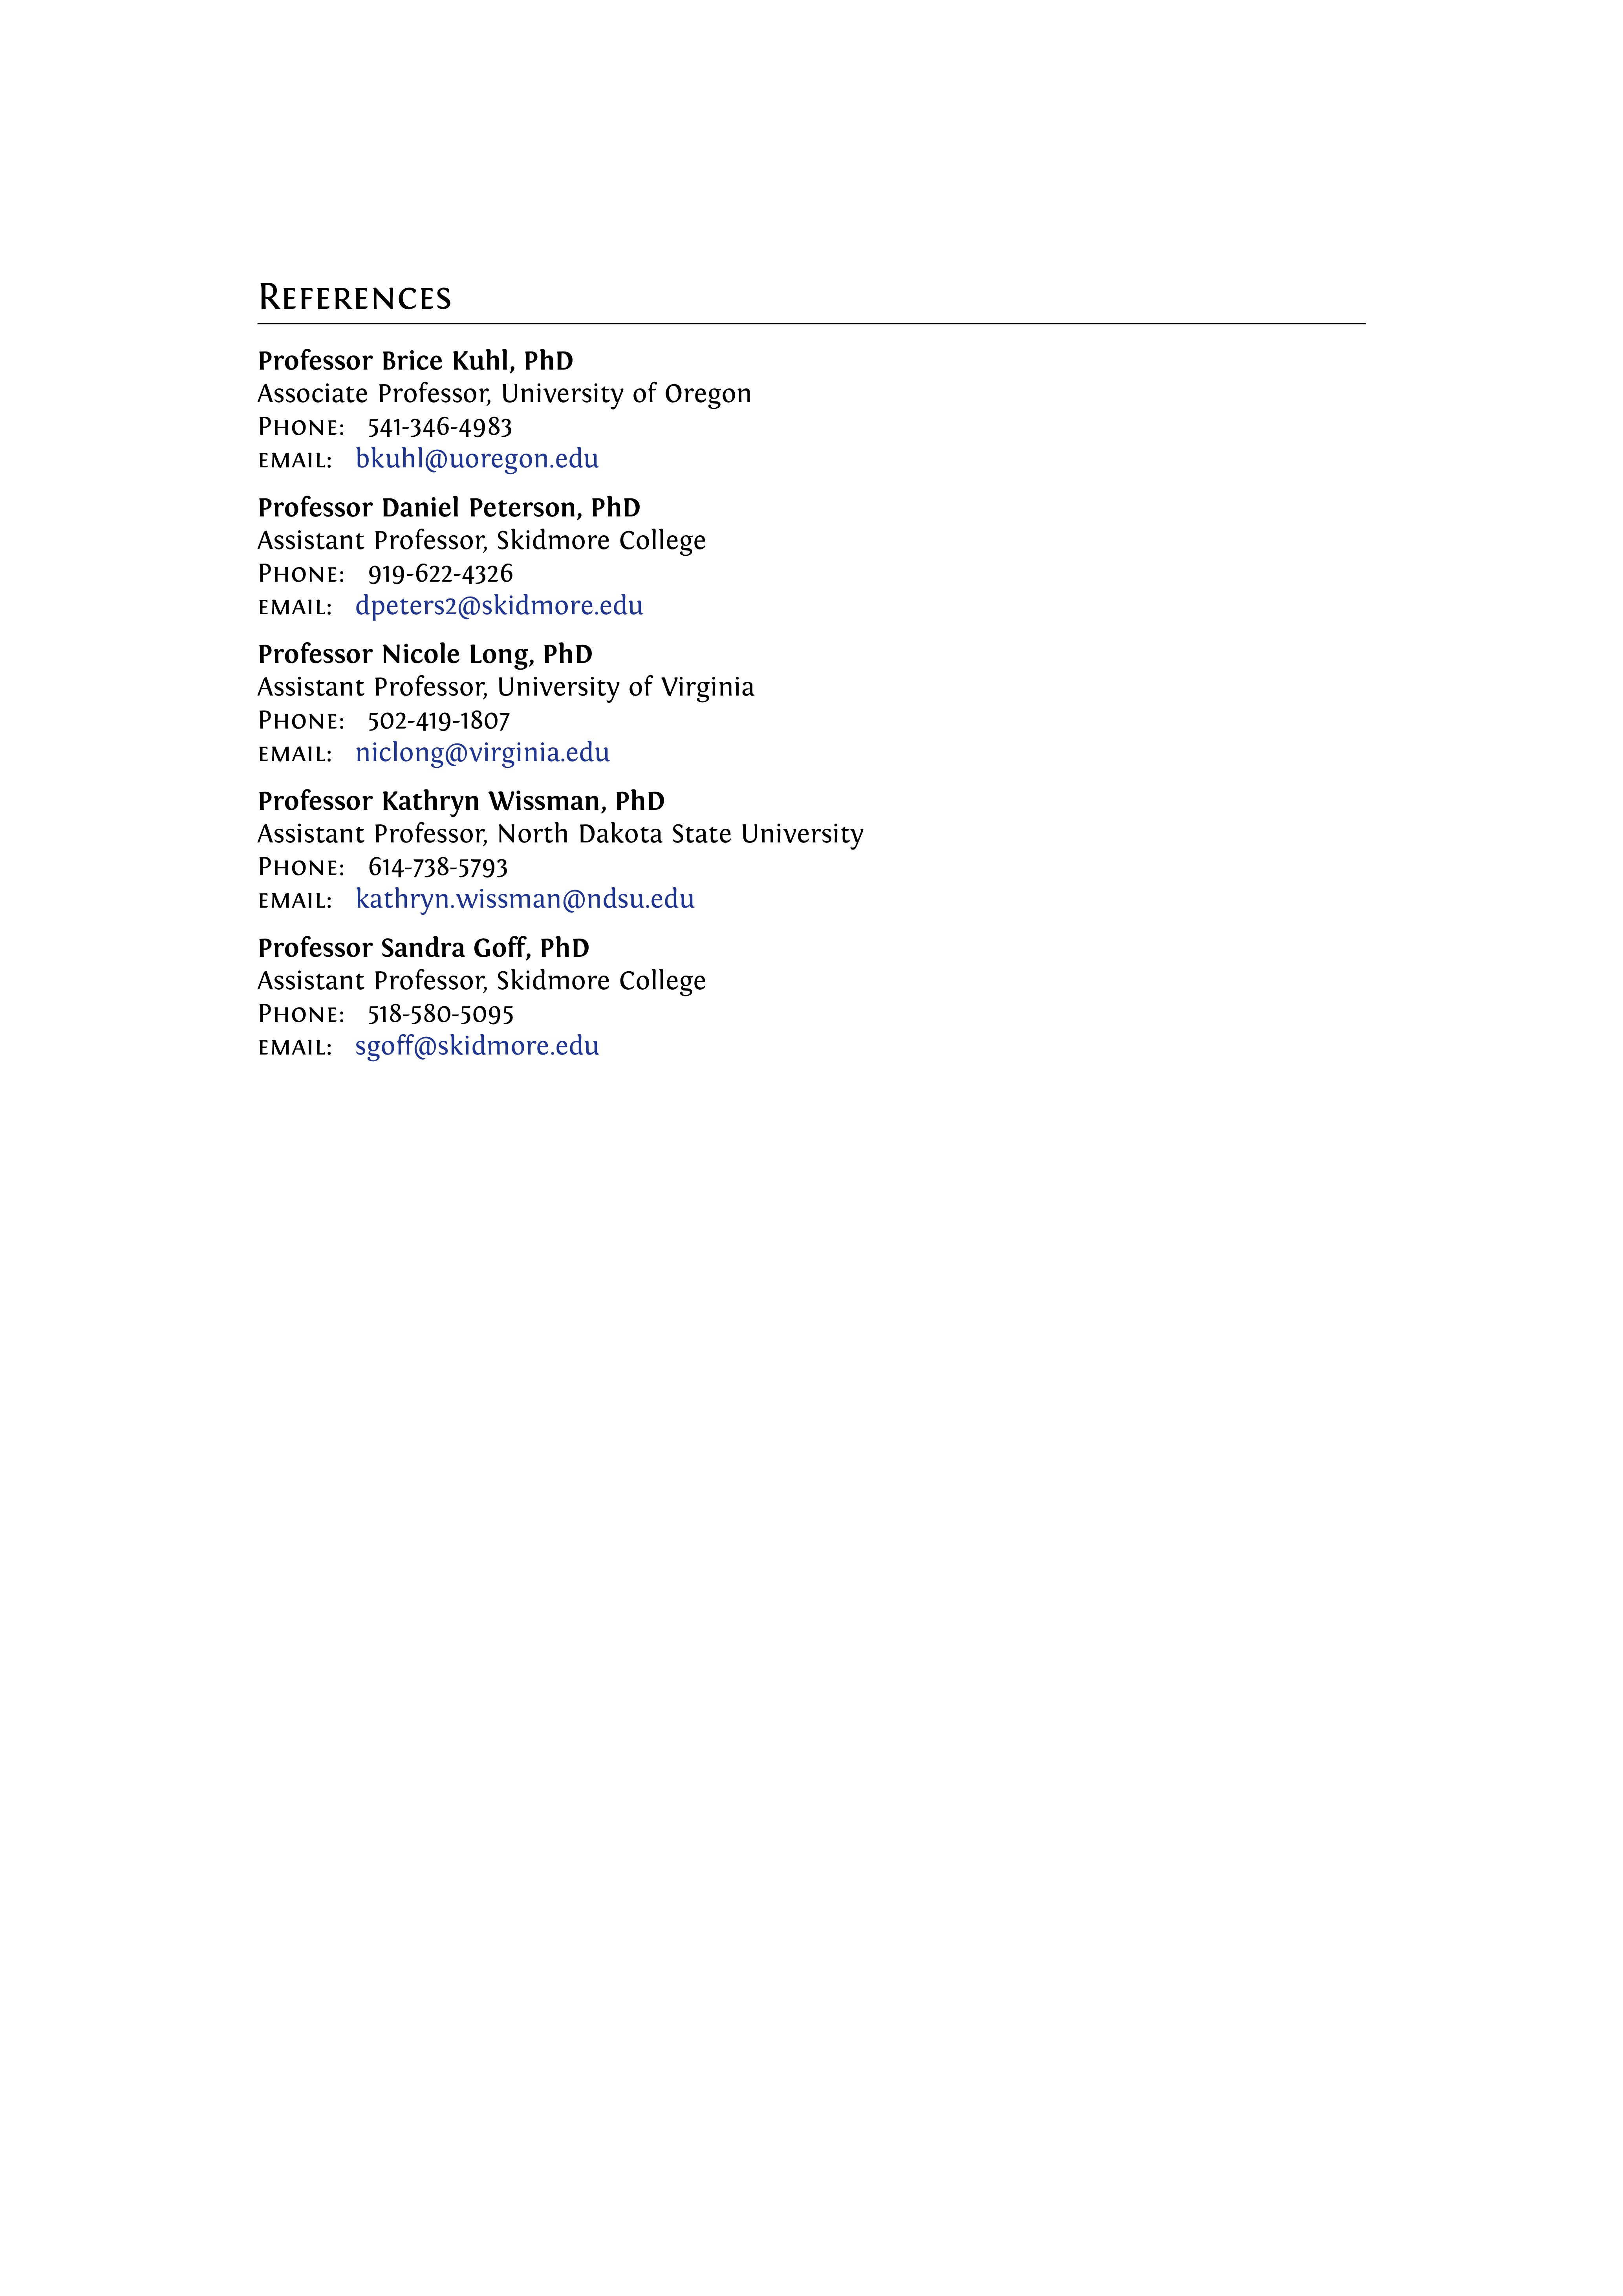 References
Professor Brice Kuhl, PhD
Associate Professor, University of Oregon
Phone: 541-346-4983
email: bkuhl@uoregon.edu
Professor Daniel Peterson, PhD
Assistant Professor, Skidmore College
Phone: 919-622-4326
email: dpeters2@skidmore.edu
Professor Nicole Long, PhD
Assistant Professor, University of Virginia
Phone: 502-419-1807
email: niclong@virginia.edu
Professor Kathryn Wissman, PhD
Assistant Professor, North Dakota State University
Phone: 614-738-5793
email: kathryn.wissman@ndsu.edu
Professor Sandra Goff, PhD
Assistant Professor, Skidmore College
Phone: 518-580-5095
email: sgoff@skidmore.edu